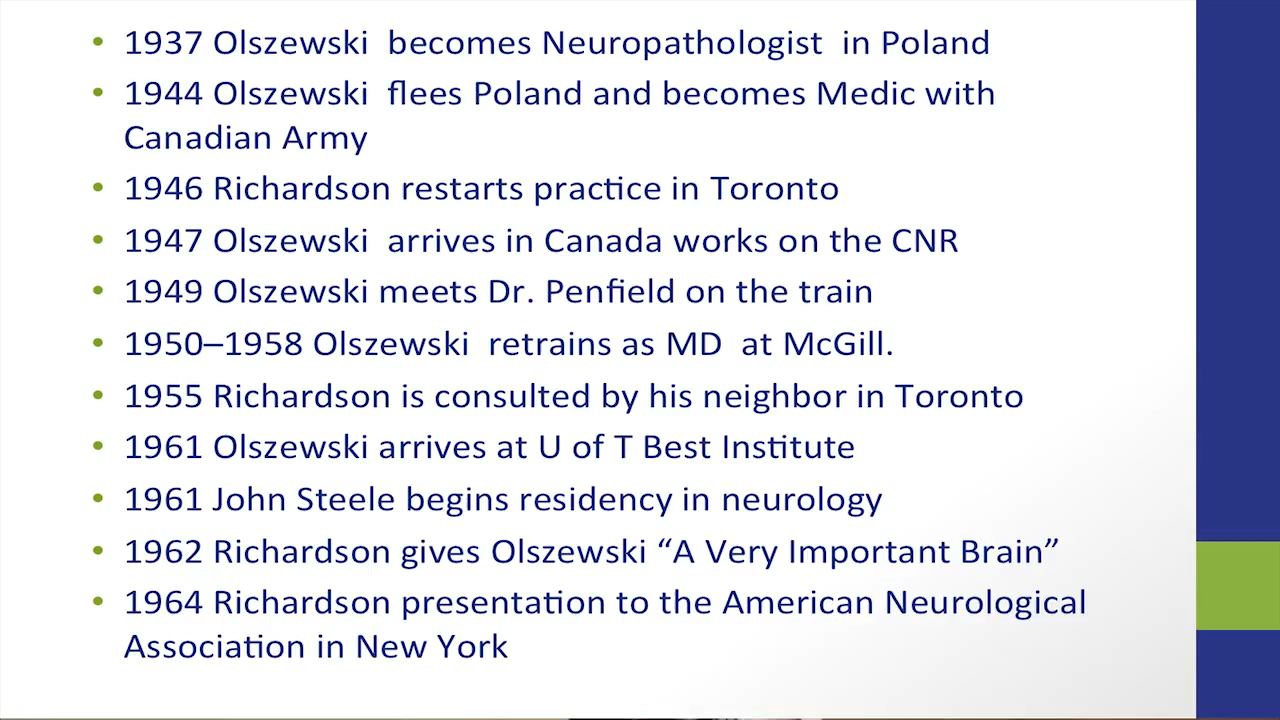 • 1937 Olszewski becomes Neuropathologist in Poland
• 1944 Olszewski flees Poland and becomes Medic with
Canadian Army
• 1946 Richardson restarts practice in Toronto
• 1947 Olszewski arrives in Canada works on the CNR
• 1949 Olszewski meets Dr. Penfield on the train
• 1950–1958 Olszewski retrains as MD at McGill.
• 1955 Richardson is consulted by his neighbor in Toronto
• 1961 Olszewski arrives at U of T Best Institute
• 1961 John Steele begins residency in neurology
• 1962 Richardson gives Olszewski “A Very Important Brain”
• 1964 Richardson presentation to the American Neurological
Association in New York